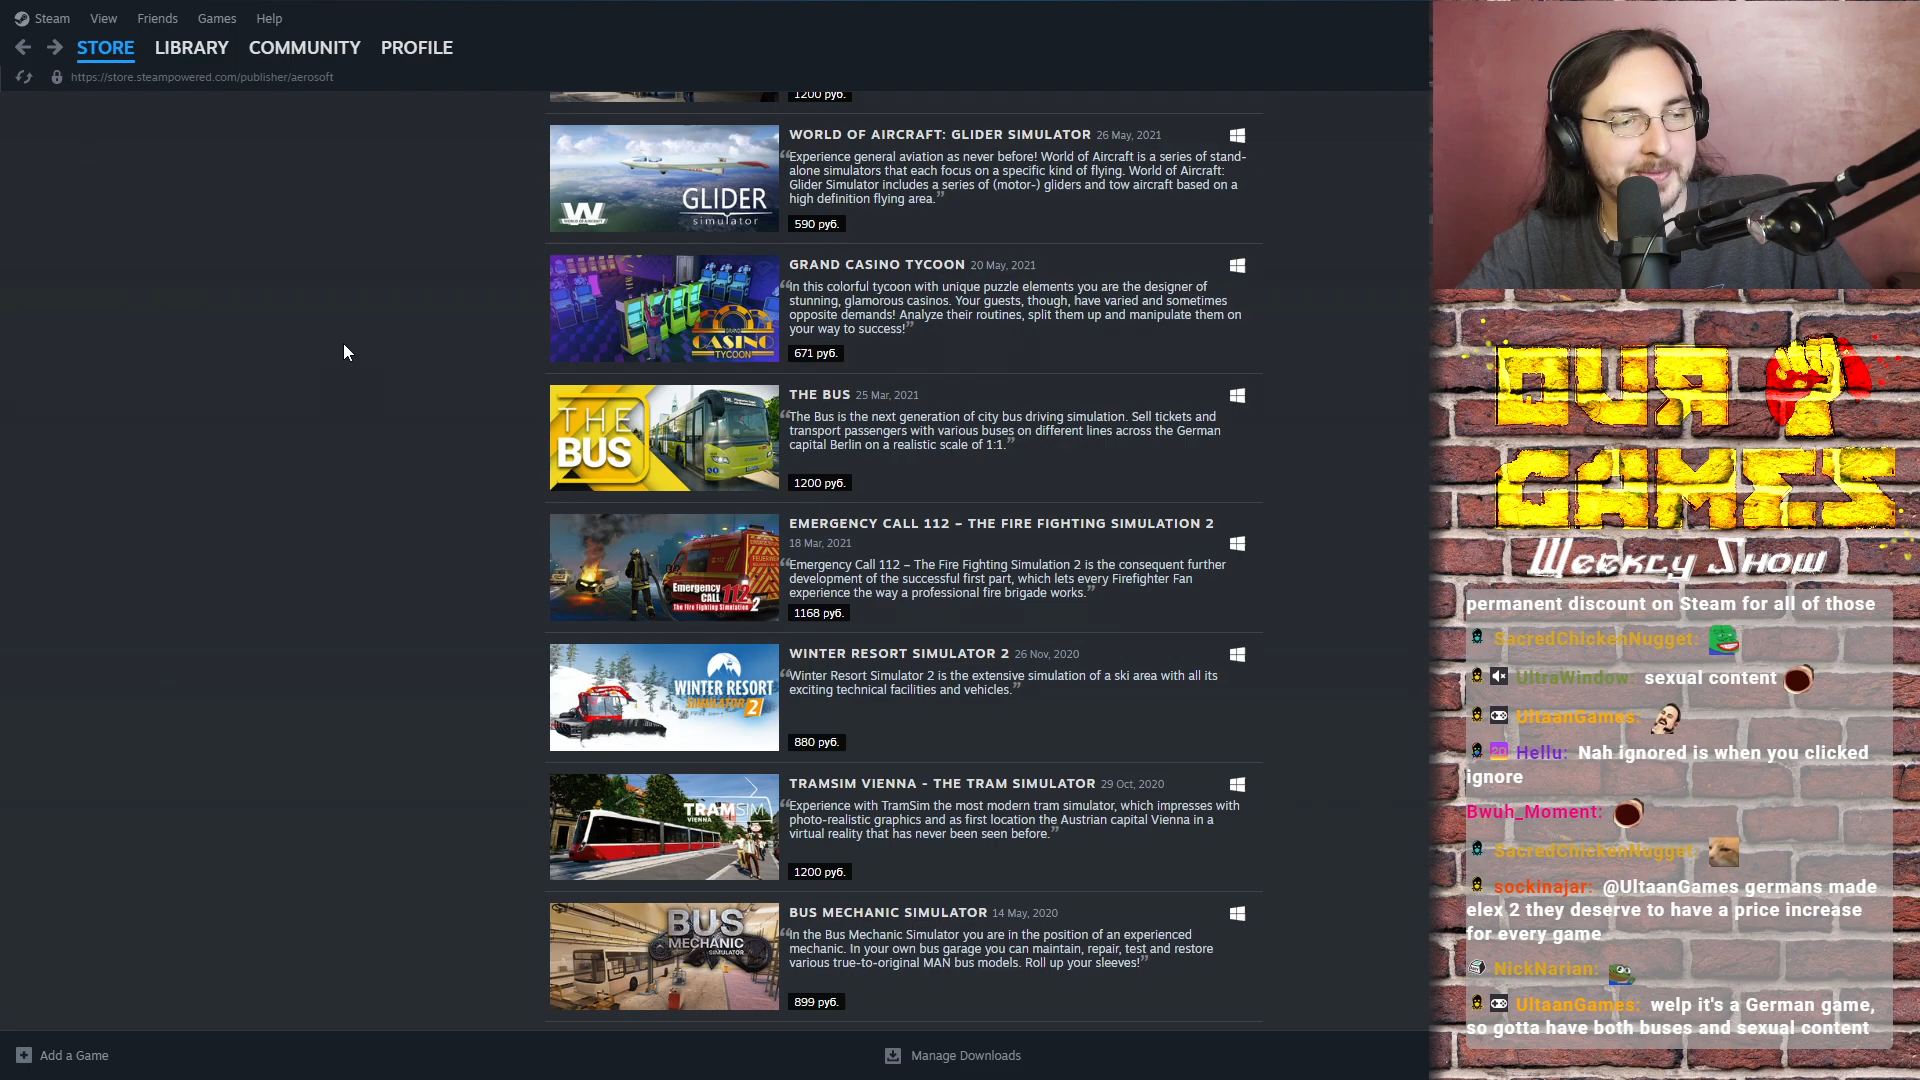 Steam View Friends Games Help
STORE LIBRARY COMMUNITY PROFILE
https://store.steampowered.com/publisher/aerosoft
1200 руб.
WORLD OF AIRCRAFT: GLIDER SIMULATOR 26 May, 2021
“Experience general aviation as never before! World of Aircraft is a series of stand-
alone simulators that each focus on a specific kind of flying. World of Aircraft:
Glider Simulator includes a series of (motor-) gliders and tow aircraft based on a
high definition flying area.”
590 руб.
W
WORLD OF AIRCRAFT
GLIDER
simulator
GRAND CASINO TYCOON 20 May, 2021
“In this colorful tycoon with unique puzzle elements you are the designer of
stunning, glamorous casinos. Your guests, though, have varied and sometimes
opposite demands! Analyze their routines, split them up and manipulate them on
your way to success!”
671 руб.
GRAND
CASINO
TYCOON
THE BUS 25 Mar, 2021
“The Bus is the next generation of city bus driving simulation. Sell tickets and
transport passengers with various buses on different lines across the German
capital Berlin on a realistic scale of 1:1.”
1200 руб.
THE
BUS
EMERGENCY CALL 112 – THE FIRE FIGHTING SIMULATION 2
18 Mar, 2021
“Emergency Call 112 – The Fire Fighting Simulation 2 is the consequent further
development of the successful first part, which lets every Firefighter Fan
experience the way a professional fire brigade works.”
1168 руб.
Emergency
CALL 112
The Fire Fighting Simulation 2
WINTER RESORT SIMULATOR 2 26 Nov, 2020
“Winter Resort Simulator 2 is the extensive simulation of a ski area with all its
exciting technical facilities and vehicles.”
880 руб.
WINTER RESORT
SIMULATOR 2
TRAMSIM VIENNA - THE TRAM SIMULATOR 29 Oct, 2020
“Experience with TramSim the most modern tram simulator, which impresses with
photo-realistic graphics and as first location the Austrian capital Vienna in a
virtual reality that has never been seen before.”
1200 руб.
TRAMSIM
VIENNA
BUS MECHANIC SIMULATOR 14 May, 2020
“In the Bus Mechanic Simulator you are in the position of an experienced
mechanic. In your own bus garage you can maintain, repair, test and restore
various true-to-original MAN bus models. Roll up your sleeves!”
899 руб.
BUS
MECHANIC
SIMULATOR
Add a Game
Manage Downloads
OUR
GAMES
Weekly Show
permanent discount on Steam for all of those
SacredChickenNugget:
UltraWindow: sexual content
UltaanGames:
Hellu: Nah ignored is when you clicked
ignore
Bwuh_Moment:
SacredChickenNugget:
sockinajar: @UltaanGames germans made
elex 2 they deserve to have a price increase
for every game
NickNarian:
UltaanGames: welp it's a German game,
so gotta have both buses and sexual content